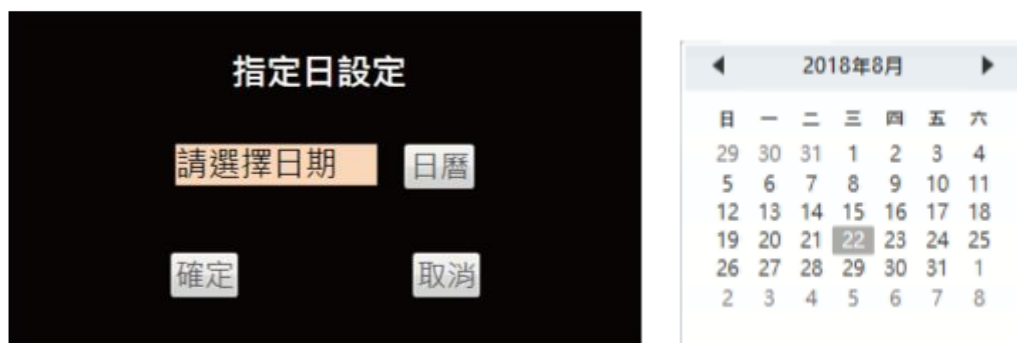 指定日設定
請選擇日期 日曆
確定 取消
2018年8月
日 一 二 三 四 五 六
29 30 31 1 2 3 4
5 6 7 8 9 10 11
12 13 14 15 16 17 18
19 20 21 22 23 24 25
26 27 28 29 30 31 1
2 3 4 5 6 7 8